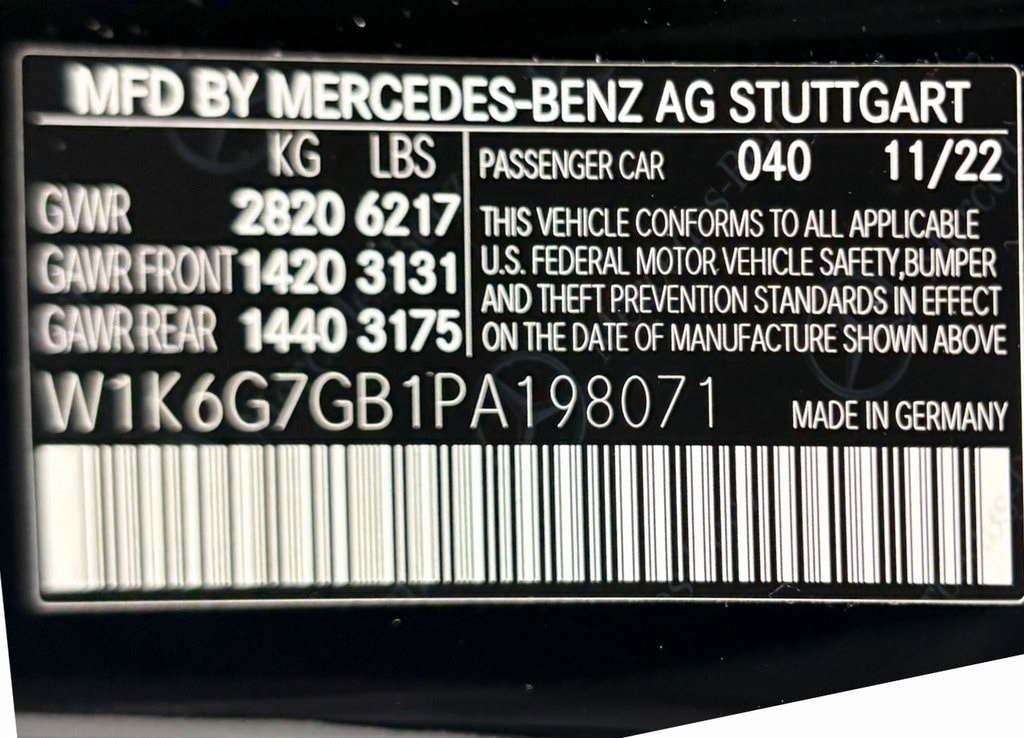 MFD BY MERCEDES-BENZ AG STUTTGART
KG LBS
GVWR 2820 6217
GAWR FRONT 1420 3131
GAWR REAR 1440 3175
PASSENGER CAR 040 11/22
THIS VEHICLE CONFORMS TO ALL APPLICABLE
U.S. FEDERAL MOTOR VEHICLE SAFETY,BUMPER
AND THEFT PREVENTION STANDARDS IN EFFECT
ON THE DATE OF MANUFACTURE SHOWN ABOVE
W1K6G7GB1PA198071
MADE IN GERMANY